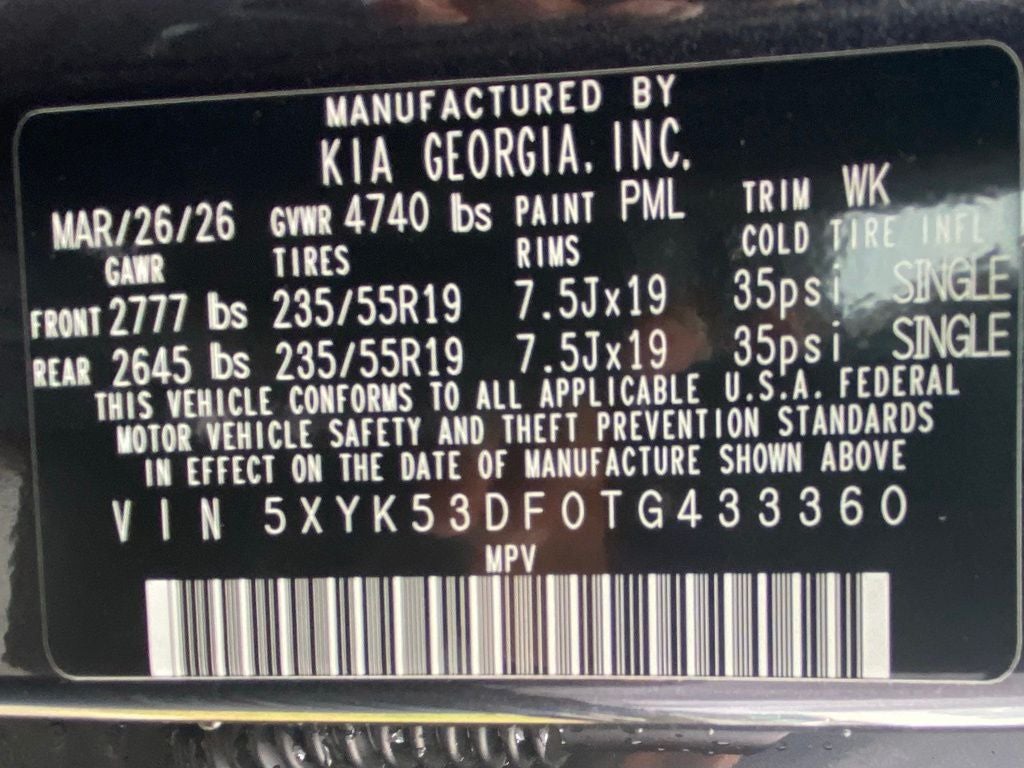 MANUFACTURED BY
KIA GEORGIA, INC.
MAR/26/26 GVWR 4740 lbs PAINT PML TRIM WK
GAWR TIRES RIMS COLD TIRE INFL
FRONT 2777 lbs 235/55R19 7.5Jx19 35psi SINGLE
REAR 2645 lbs 235/55R19 7.5Jx19 35psi SINGLE
THIS VEHICLE CONFORMS TO ALL APPLICABLE U.S.A. FEDERAL
MOTOR VEHICLE SAFETY AND THEFT PREVENTION STANDARDS
IN EFFECT ON THE DATE OF MANUFACTURE SHOWN ABOVE
VIN 5XYK53DF0TG433360
MPV